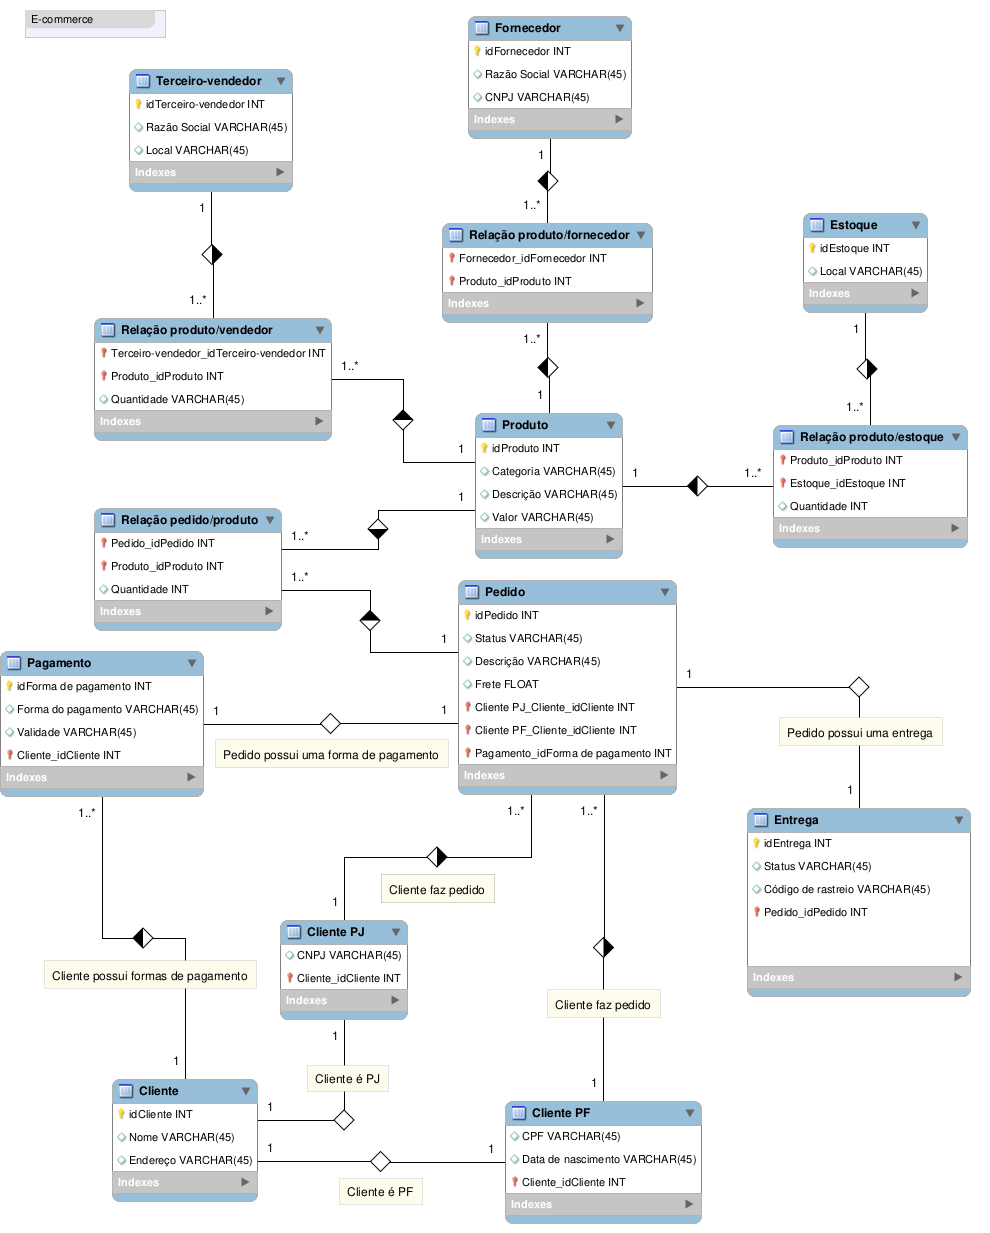 E-commerce
Fornecedor
idFornecedor INT
Razão Social VARCHAR(45)
CNPJ VARCHAR(45)
Indexes
Terceiro-vendedor
idTerceiro-vendedor INT
Razão Social VARCHAR(45)
Local VARCHAR(45)
Indexes
1
1..*
1
1..*
Relação produto/fornecedor
Fornecedor_idFornecedor INT
Produto_idProduto INT
Indexes
Estoque
idEstoque INT
Local VARCHAR(45)
Indexes
Relação produto/vendedor
Terceiro-vendedor_idTerceiro-vendedor INT
Produto_idProduto INT
Quantidade VARCHAR(45)
Indexes
1..*
1
1..*
1
1
1..*
Produto
idProduto INT
Categoria VARCHAR(45)
Descrição VARCHAR(45)
Valor VARCHAR(45)
Indexes
1
1..*
Relação produto/estoque
Produto_idProduto INT
Estoque_idEstoque INT
Quantidade INT
Indexes
Relação pedido/produto
Pedido_idPedido INT
Produto_idProduto INT
Quantidade INT
Indexes
1
1..*
1..*
1
Pedido
idPedido INT
Status VARCHAR(45)
Descrição VARCHAR(45)
Frete FLOAT
Cliente PJ_Cliente_idCliente INT
Cliente PF_Cliente_idCliente INT
Pagamento_idForma de pagamento INT
Indexes
Pagamento
idForma de pagamento INT
Forma do pagamento VARCHAR(45)
Validade VARCHAR(45)
Cliente_idCliente INT
Indexes
1
1
Pedido possui uma forma de pagamento
1
Pedido possui uma entrega
1
Entrega
idEntrega INT
Status VARCHAR(45)
Código de rastreio VARCHAR(45)
Pedido_idPedido INT
Indexes
1..*
1..*
1..*
Cliente faz pedido
1
Cliente PJ
CNPJ VARCHAR(45)
Cliente_idCliente INT
Indexes
Cliente possui formas de pagamento
Cliente faz pedido
1
1
Cliente é PJ
1
Cliente
idCliente INT
Nome VARCHAR(45)
Endereço VARCHAR(45)
Indexes
1
1
1
Cliente é PF
Cliente PF
CPF VARCHAR(45)
Data de nascimento VARCHAR(45)
Cliente_idCliente INT
Indexes